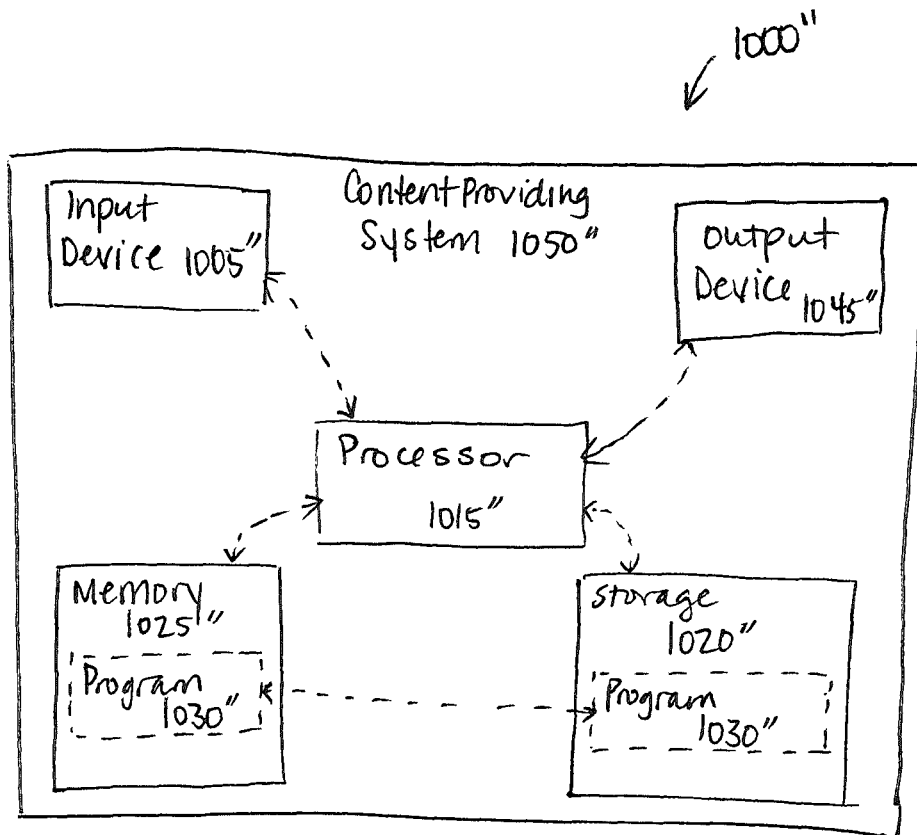 1000"
Input
Device 1005"
Content Providing
System 1050"
output
Device
1045"
Processor
1015"
Memory
1025"
Program
1030"
storage
1020"
Program
1030"